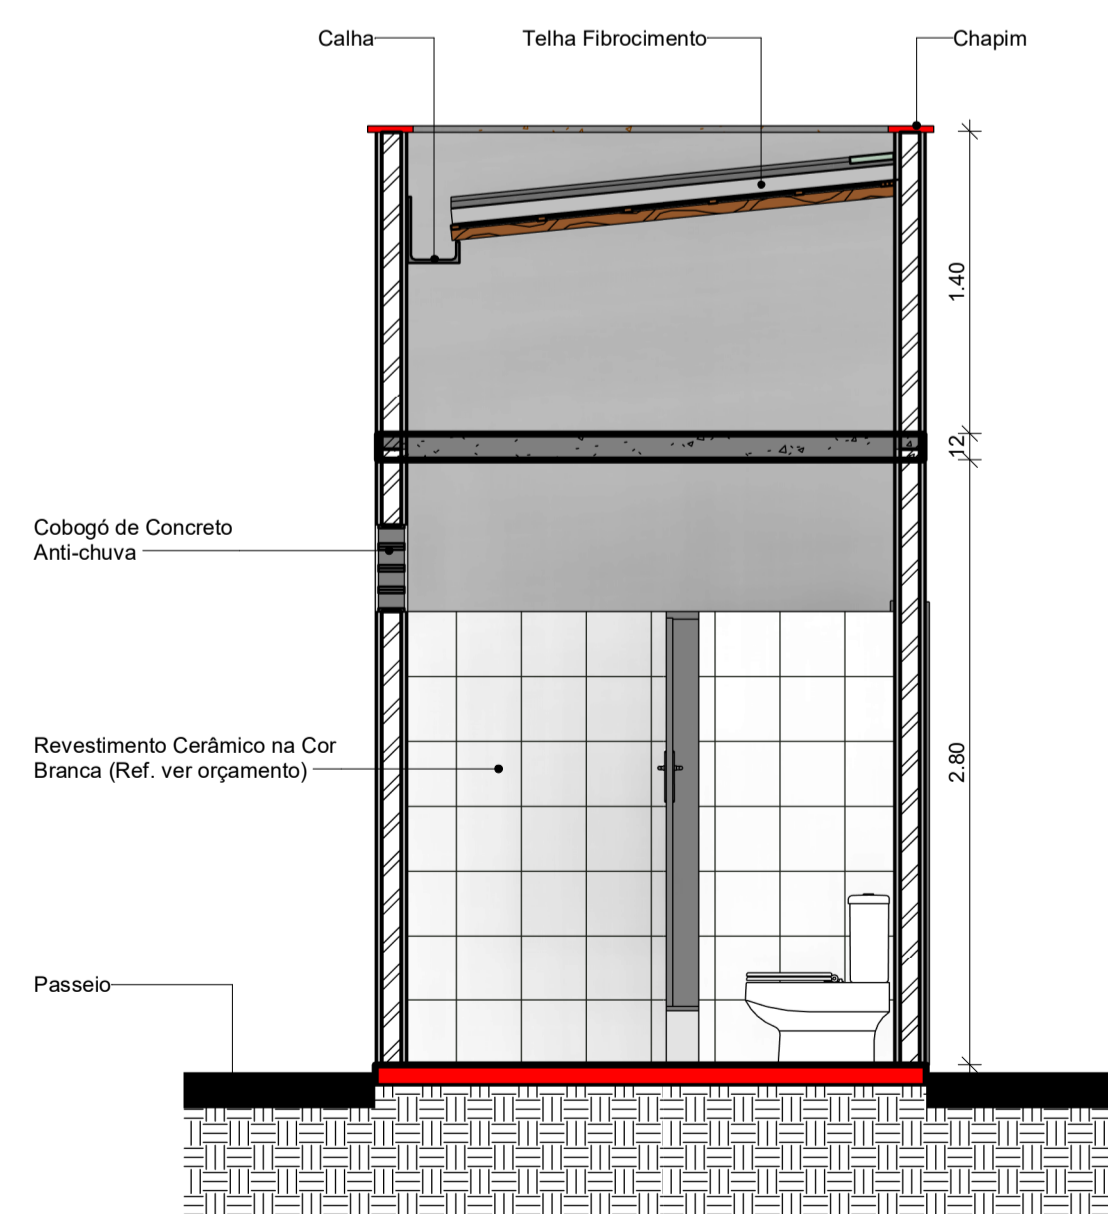 Calha
Telha Fibrocimento
Chapim
1.40
12
Cobogó de Concreto
Anti-chuva
Revestimento Cerâmico na Cor
Branca (Ref. ver orçamento)
2.80
Passeio